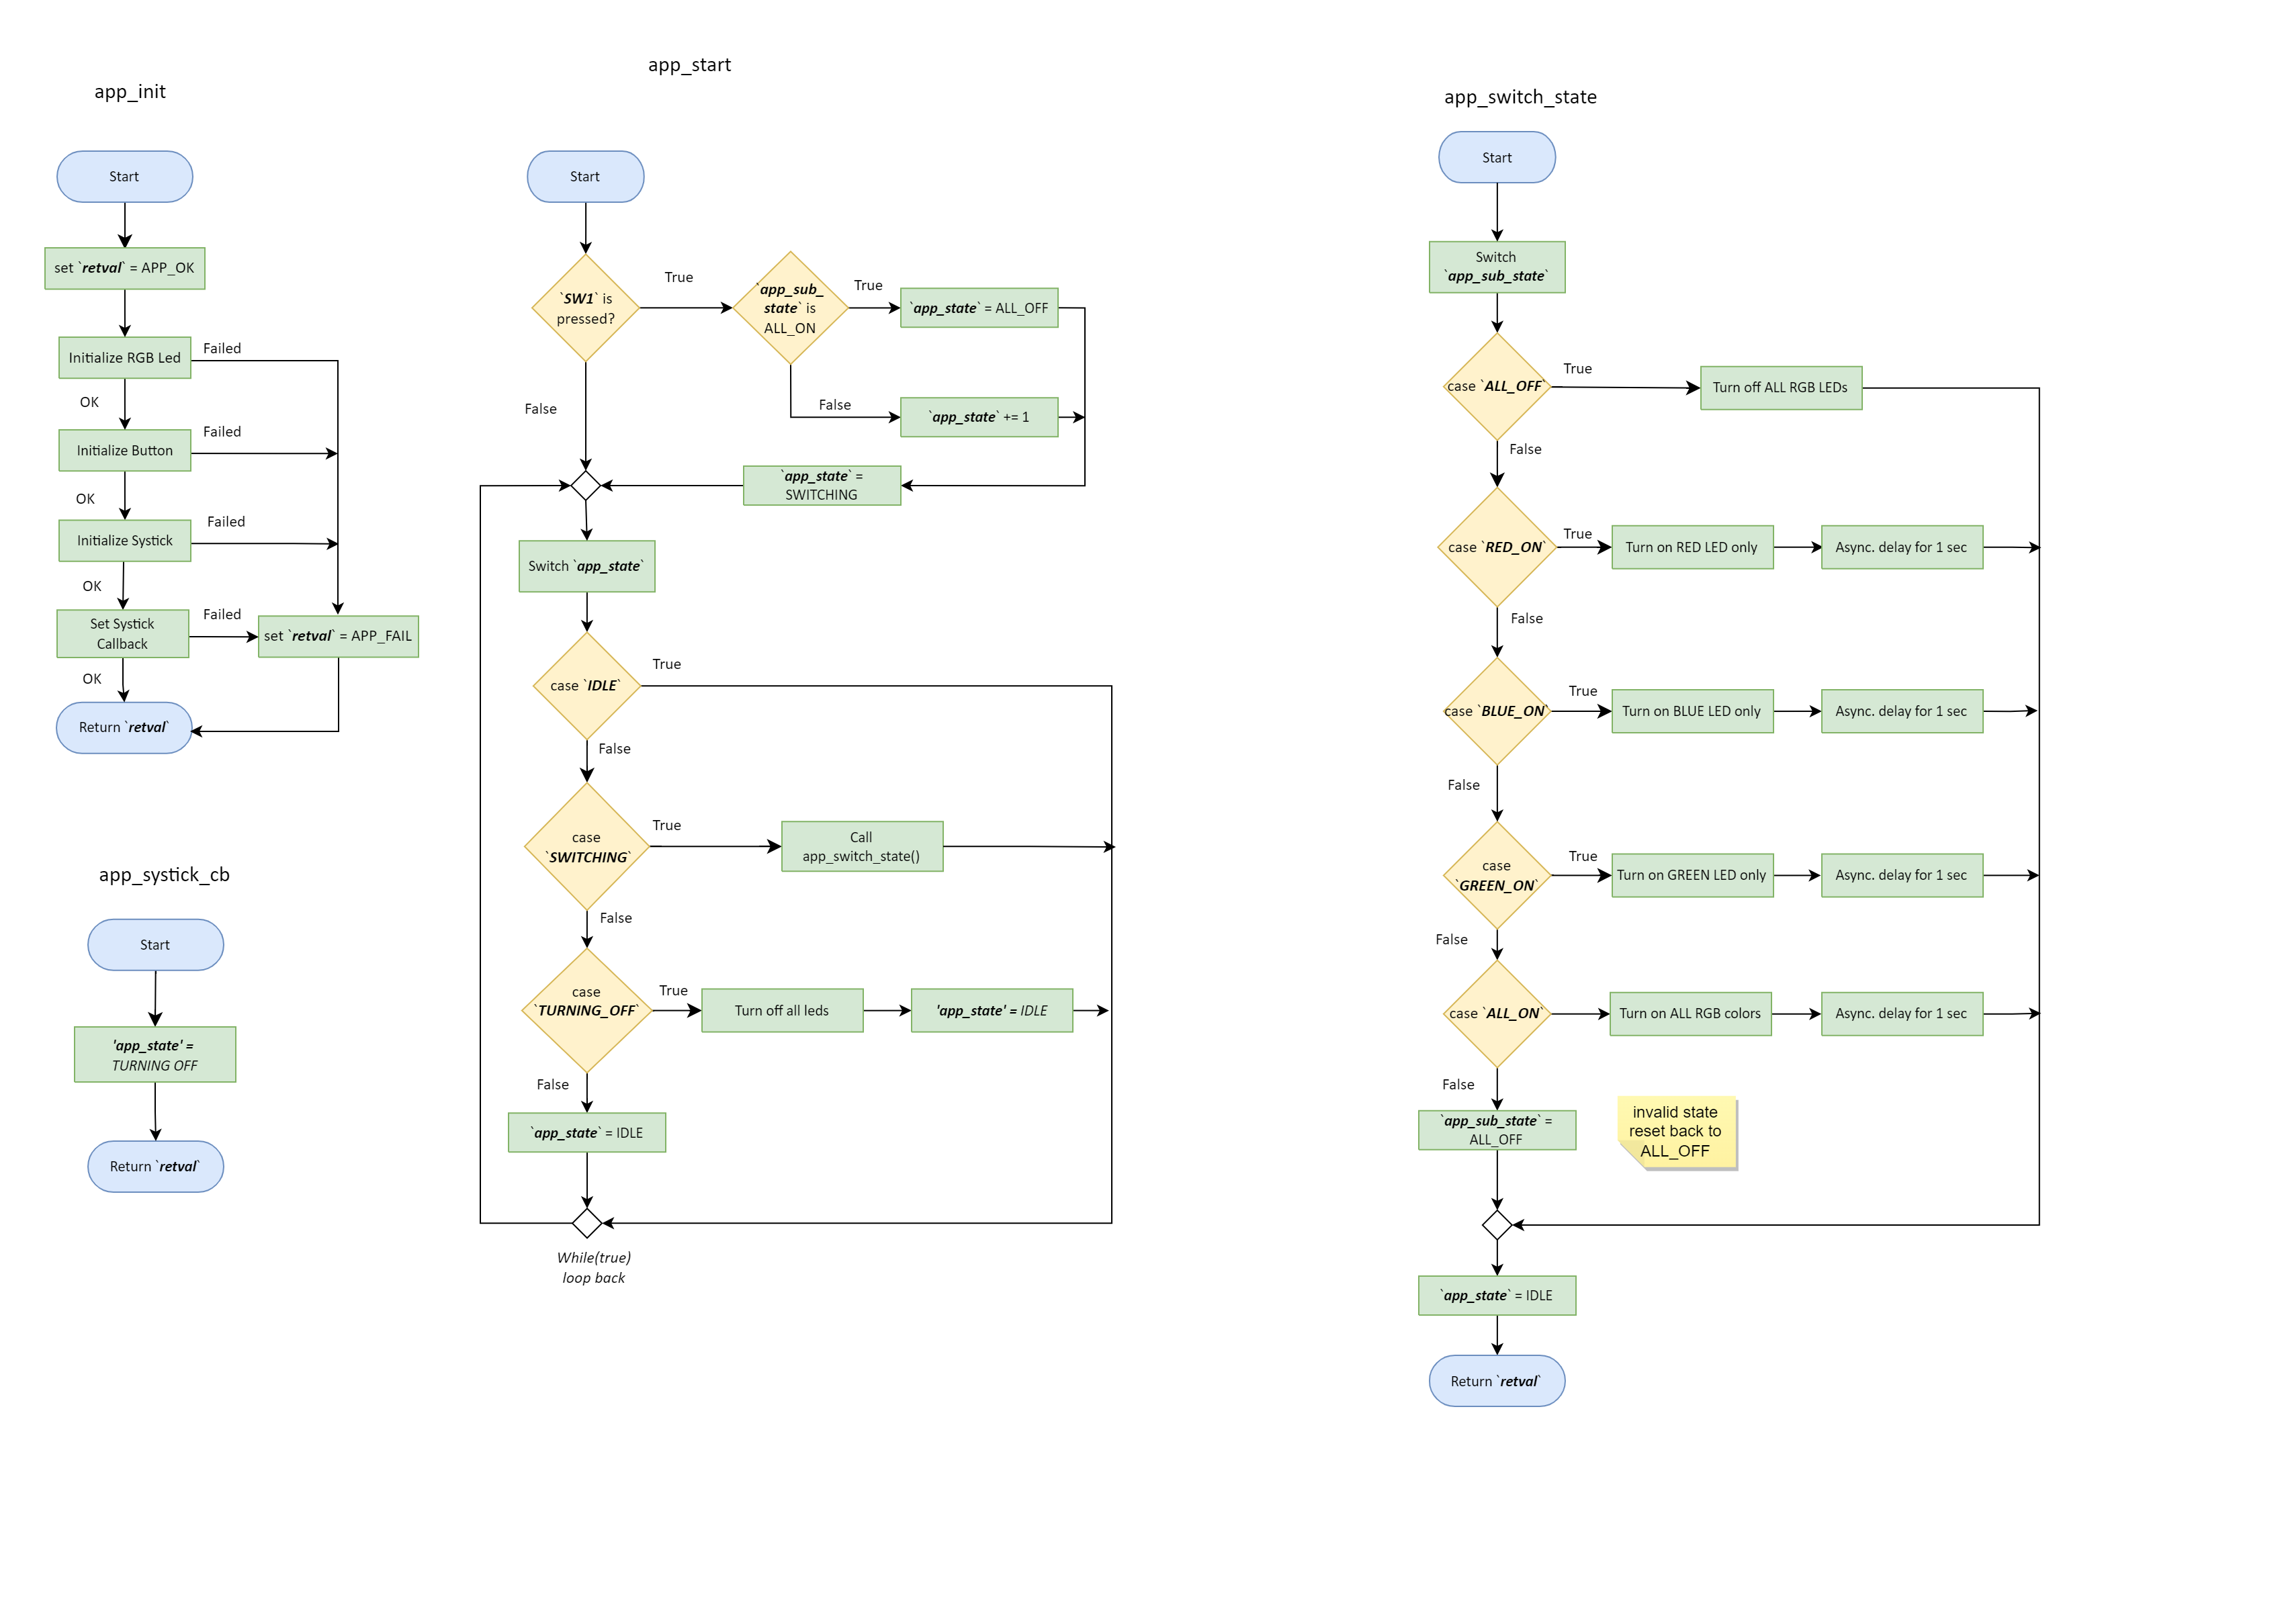 app_init
Start
set `retval` = APP_OK
Initialize RGB Led
Failed
OK
Initialize Button
Failed
OK
Initialize Systick
Failed
OK
Set Systick
Callback
Failed
set `retval` = APP_FAIL
OK
Return `retval`
app_systick_cb
Start
'app_state' =
TURNING OFF
Return `retval`
app_start
Start
`SW1` is
pressed?
True
`app_sub_
state` is
ALL_ON
True
`app_state` = ALL_OFF
False
False
`app_state` += 1
`app_state` =
SWITCHING
Switch `app_state`
case `IDLE`
True
False
case
`SWITCHING`
True
Call
app_switch_state()
False
case
`TURNING_OFF`
True
Turn off all leds
'app_state' = IDLE
False
`app_state` = IDLE
While(true)
loop back
app_switch_state
Start
Switch
`app_sub_state`
case `ALL_OFF`
True
Turn off ALL RGB LEDs
False
case `RED_ON`
True
Turn on RED LED only
Async. delay for 1 sec
False
case `BLUE_ON`
True
Turn on BLUE LED only
Async. delay for 1 sec
False
case
`GREEN_ON`
True
Turn on GREEN LED only
Async. delay for 1 sec
False
case `ALL_ON`
Turn on ALL RGB colors
Async. delay for 1 sec
False
`app_sub_state` =
ALL_OFF
invalid state
reset back to
ALL_OFF
`app_state` = IDLE
Return `retval`